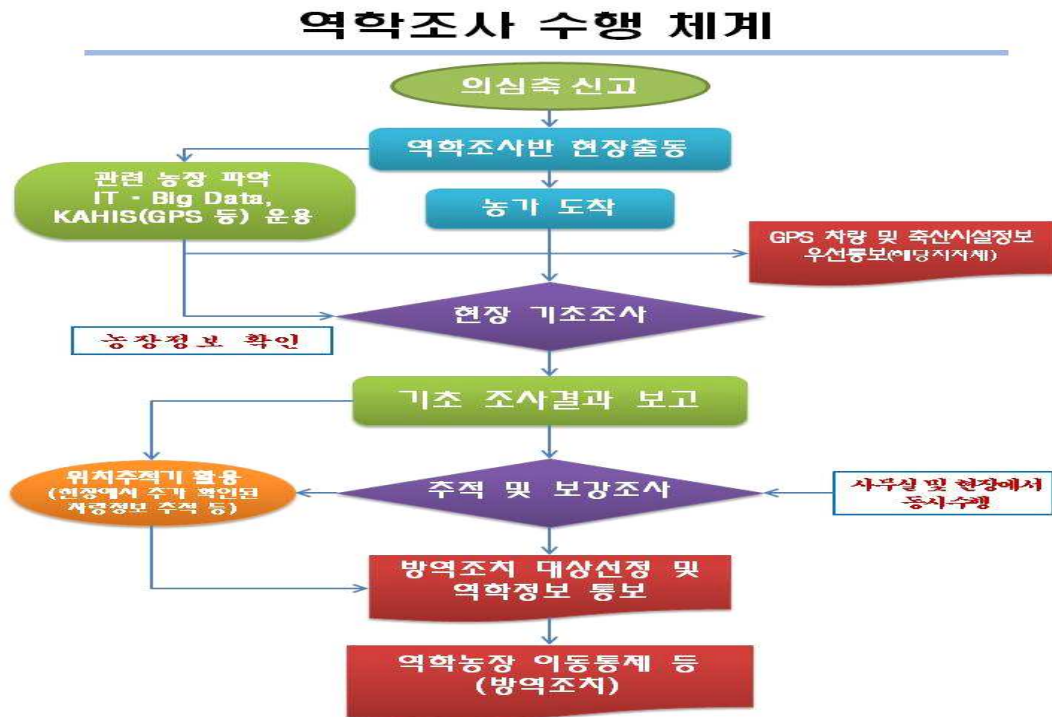 역학조사 수행 체계
의심축 신고
역학조사반 현장출동
관련 농장 파악
IT - Big Data,
KAHIS(GPS 등) 운용
농가 도착
GPS 차량 및 축산시설정보
우선통보(해당지자체)
현장 기초조사
농장정보 확인
기초 조사결과 보고
위치추적기 활용
(현장에서 추가 확인된
차량정보 추적 등)
추적 및 보강조사
사무실 및 현장에서
동시수행
방역조치 대상선정 및
역학정보 통보
역학농장 이동통제 등
(방역조치)